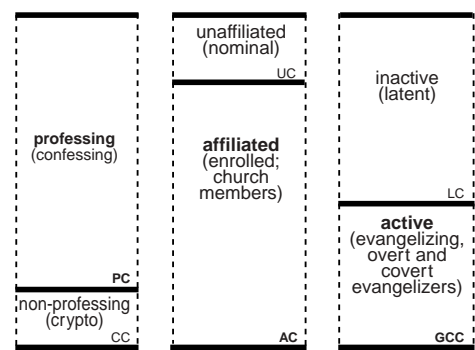 professing
(confessing)
PC
non-professing
(crypto)
CC
unaffiliated
(nominal)
UC
affiliated
(enrolled;
church
members)
AC
inactive
(latent)
LC
active
(evangelizing,
overt and
covert
evangelizers)
GCC